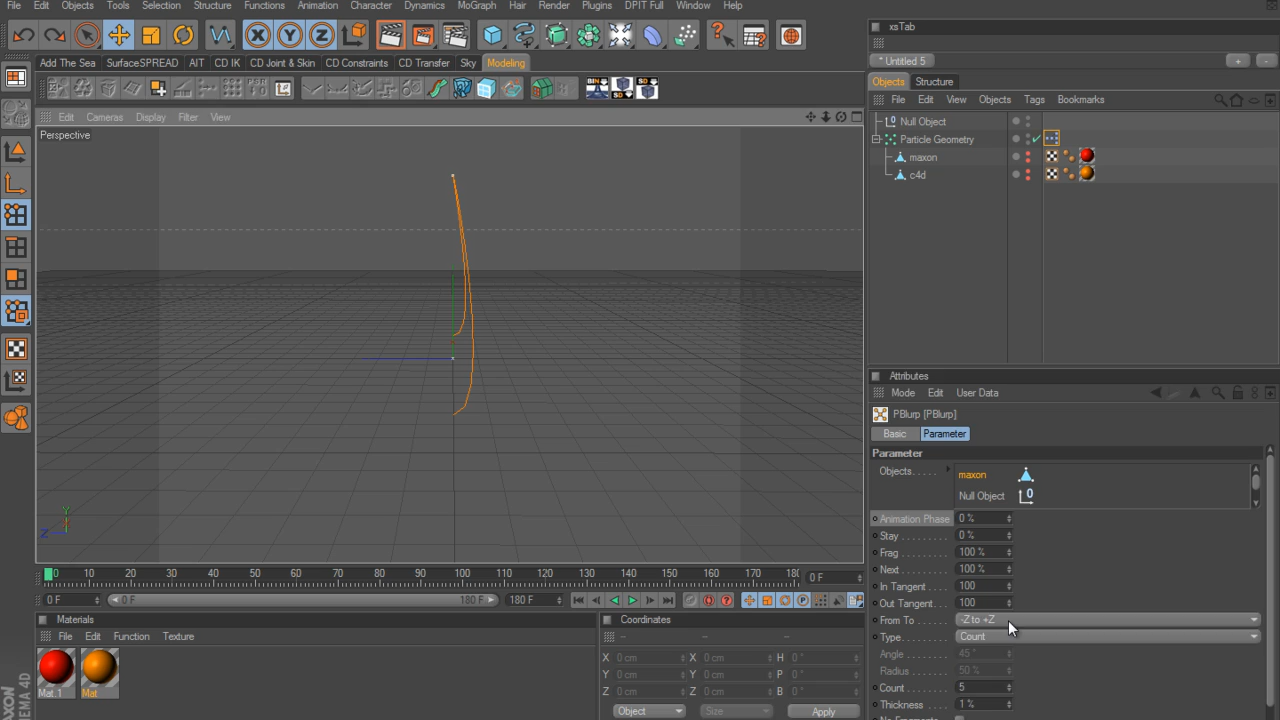 File Edit Objects Tools Selection Structure Functions Animation Character Dynamics MoGraph Hair Render Plugins DPIT Full Window Help
Add The Sea SurfaceSPREAD AIT CD IK CD Joint & Skin CD Constraints CD Transfer Sky Modeling
Edit Cameras Display Filter View
Perspective
Y
Z
0 10 20 30 40 50 60 70 80 90 100 110 120 130 140 150 160 170 18( 0 F
0 F 0 F 180 F 180 F
Materials
File Edit Function Texture
Mat.1 Mat
Coordinates
-- -- --
X 0 cm X 0 cm H 0 °
Y 0 cm Y 0 cm P 0 °
Z 0 cm Z 0 cm B 0 °
Object Size Apply
xsTab
* Untitled 5 + -
Objects Structure
File Edit View Objects Tags Bookmarks
Null Object
Particle Geometry
maxon
c4d
Attributes
Mode Edit User Data
PBlurp [PBlurp]
Basic Parameter
Parameter
Objects..... maxon
Null Object
Animation Phase 0 %
Stay......... 0 %
Frag......... 100 %
Next......... 100 %
In Tangent... 100
Out Tangent.. 100
From To ...... -Z to +Z
Type......... Count
Angle ........ 45 °
Radius ....... 50 %
Count ........ 5
Thickness .... 1 %
MAXON